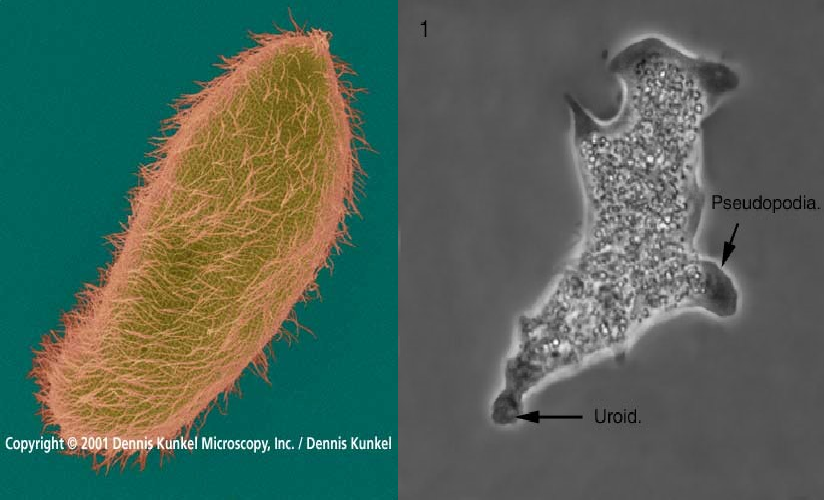 1
Pseudopodia.
Uroid.
Copyright © 2001 Dennis Kunkel Microscopy, Inc. / Dennis Kunkel